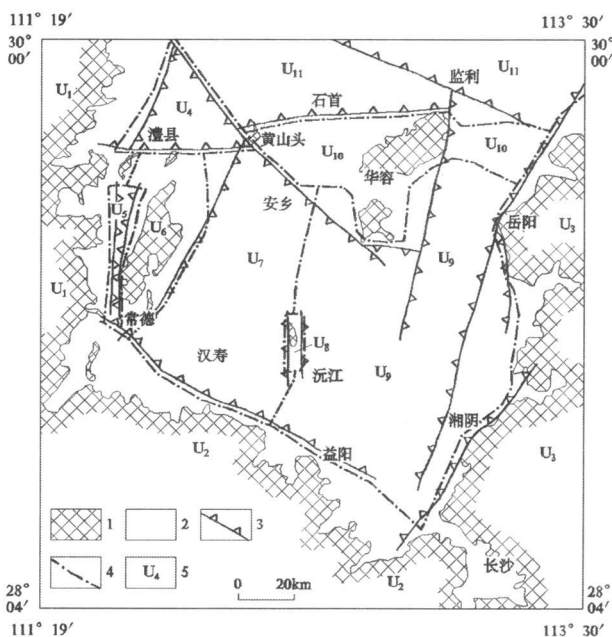 111° 19′
113° 30′
30°
00′
30°
00′
U₁₁
监利
U₁₁
U₁
U₄
石首
澧县
黄山头
U₁₀
U₁₀
华容
安乡
岳阳
U₃
U₅
U₆
U₇
U₉
U₁
常德
U₈
汉寿
沅江
U₉
湘阴
U₂
益阳
U₃
1
2
3
4
U₄
5
0
20km
U₂
长沙
28°
04′
28°
04′
111° 19′
113° 30′